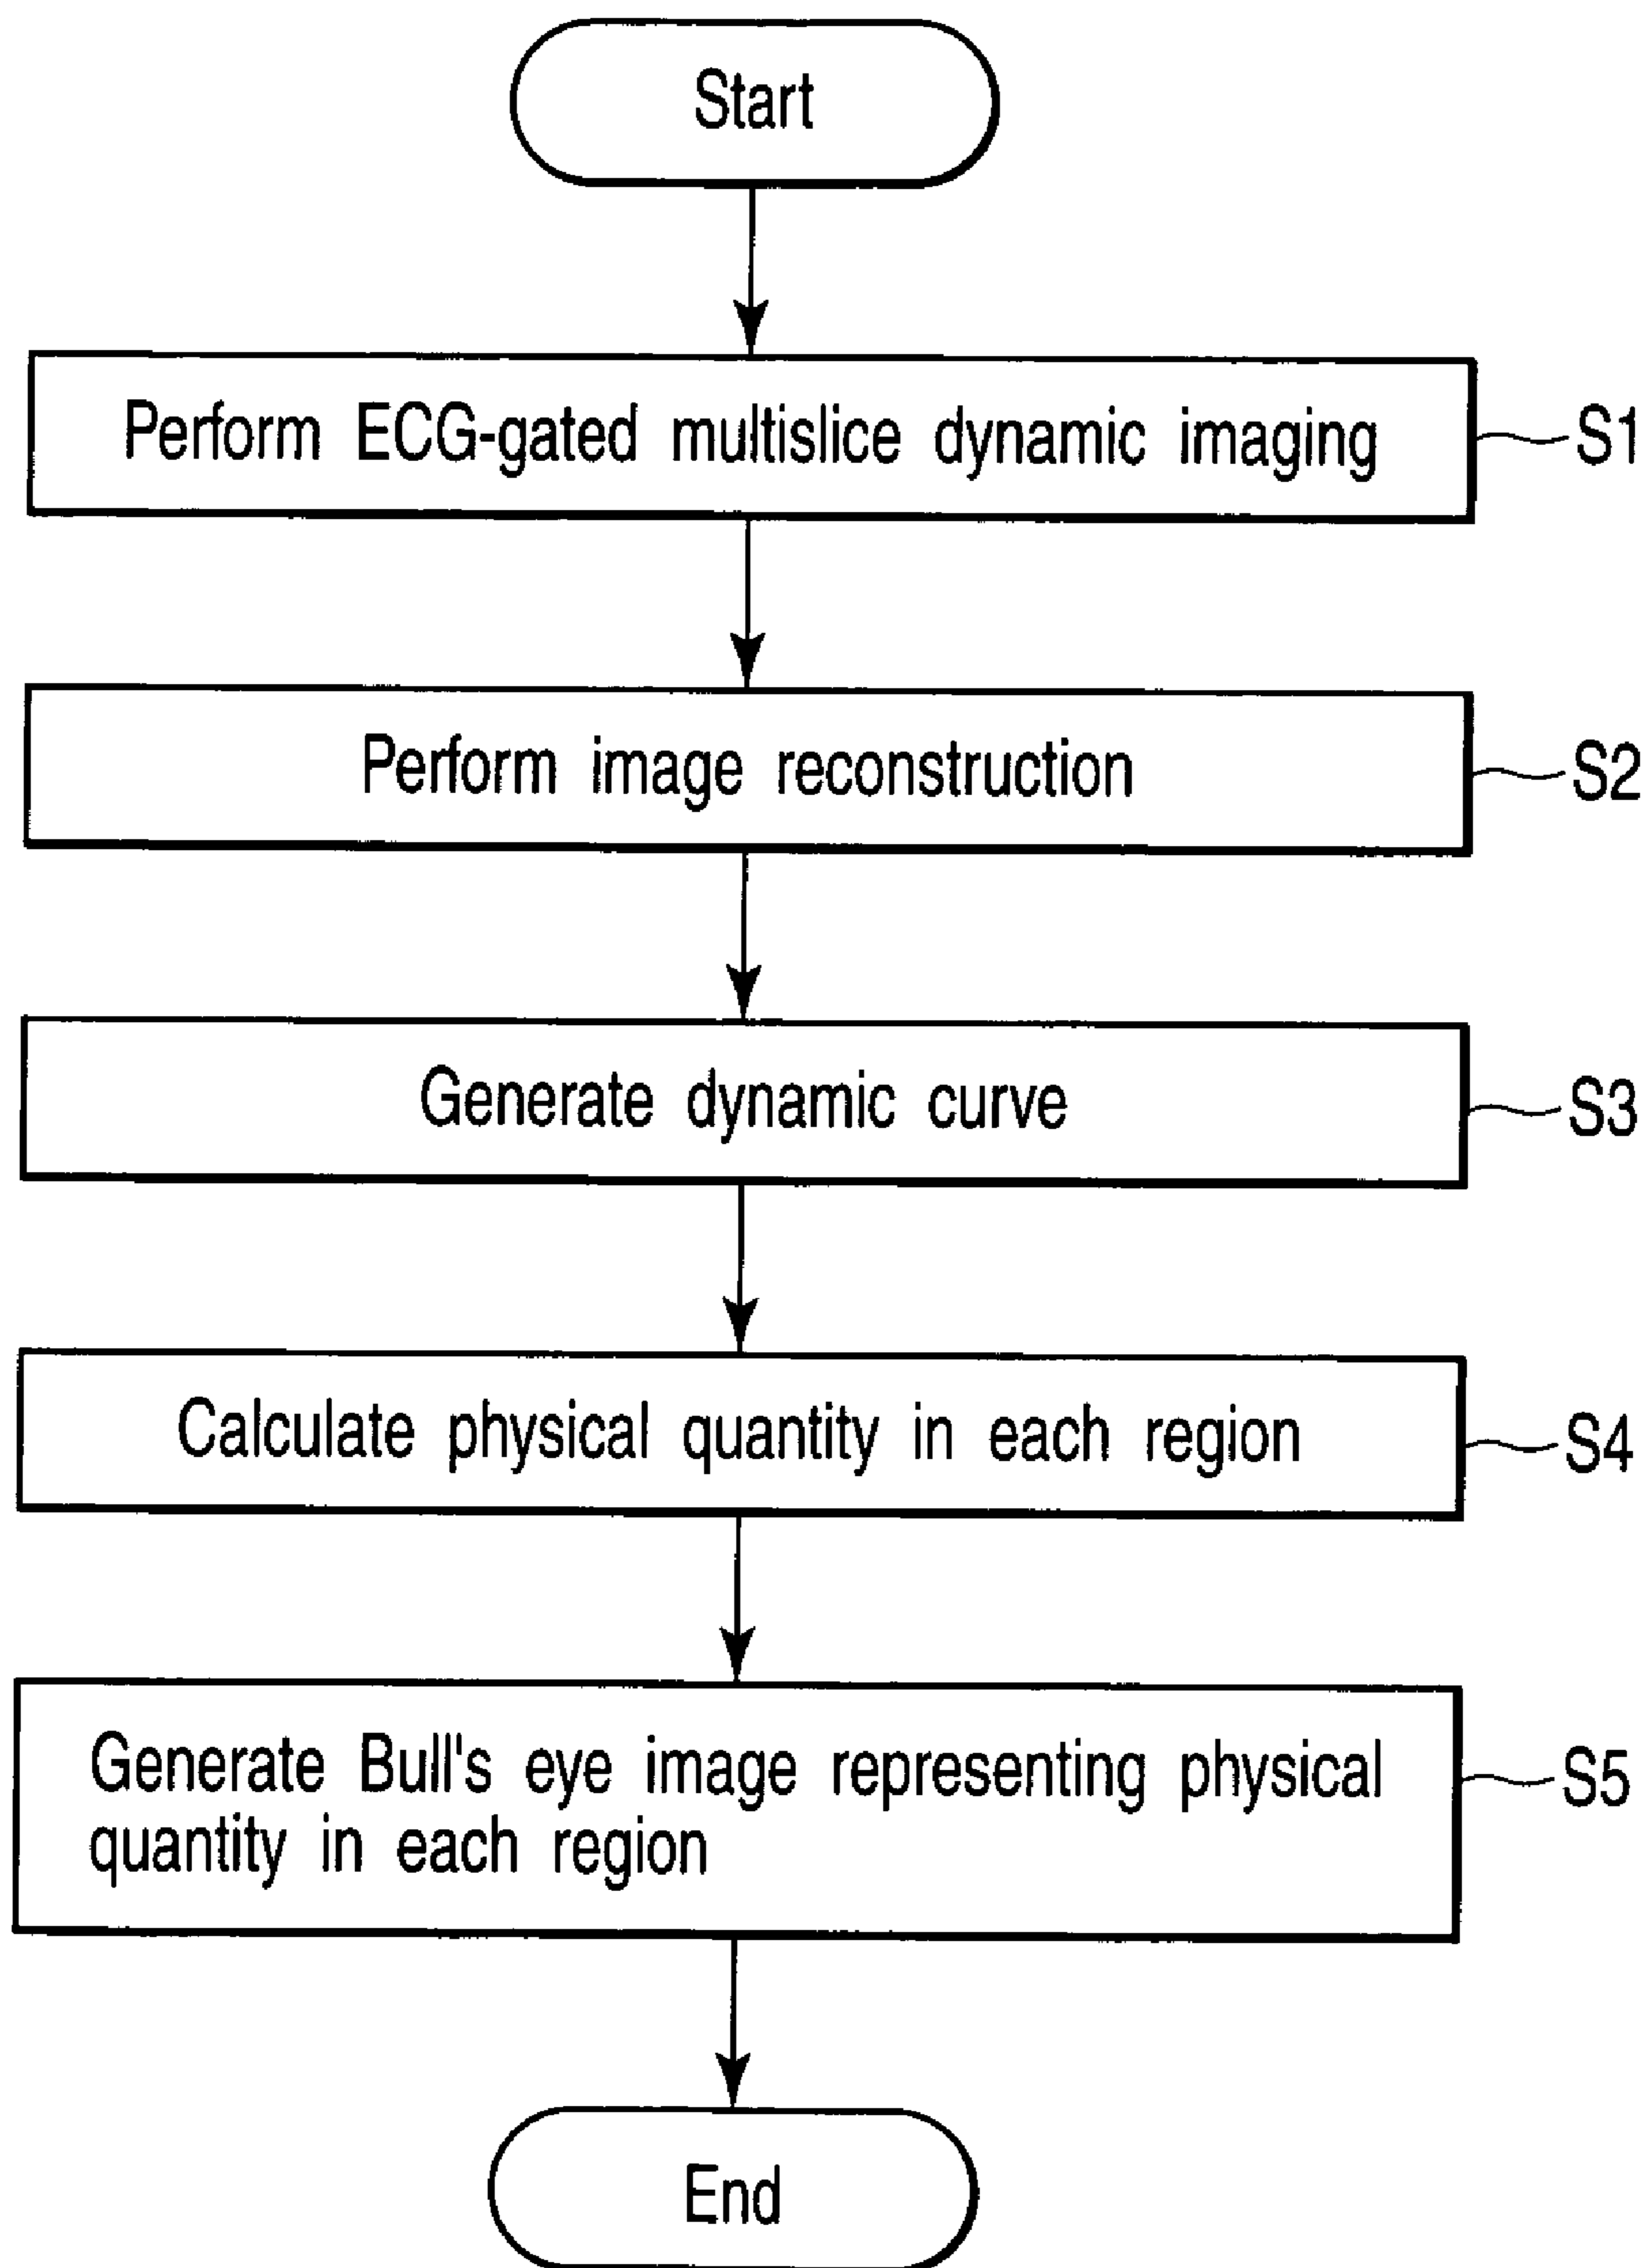 Start
Perform ECG-gated multislice dynamic imaging
S1
Perform image reconstruction
S2
Generate dynamic curve
S3
Calculate physical quantity in each region
S4
Generate Bull's eye image representing physical
quantity in each region
S5
End